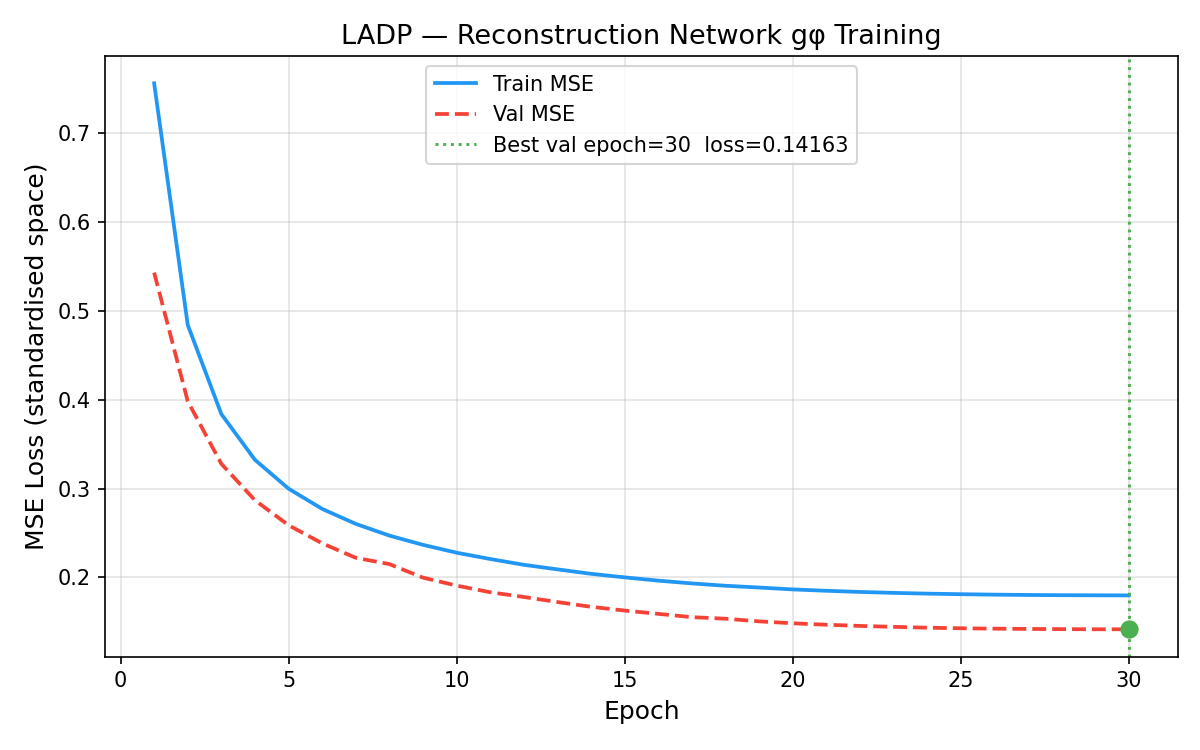 LADP — Reconstruction Network gφ Training
Train MSE
Val MSE
Best val epoch=30  loss=0.14163
MSE Loss (standardised space)
0.7
0.6
0.5
0.4
0.3
0.2
0
5
10
15
20
25
30
Epoch